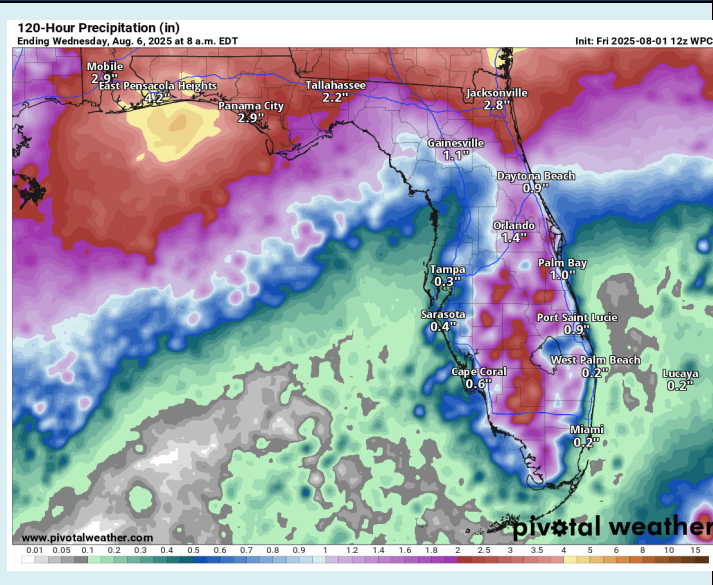 120-Hour Precipitation (in)
Ending Wednesday, Aug. 6, 2025 at 8 a.m. EDT
Init: Fri 2025-08-01 12z WPC
Mobile
2.9"
East Pensacola Heights
4.2"
Panama City
2.9"
Tallahassee
2.2"
Jacksonville
2.8"
Gainesville
1.1"
Daytona Beach
0.9"
Orlando
1.4"
Palm Bay
1.0"
Tampa
0.3"
Sarasota
0.4"
Port Saint Lucie
0.9"
West Palm Beach
0.2"
Cape Coral
0.6"
Lucaya
0.2"
Miami
0.2"
www.pivotalweather.com
pivotal weather
0.01 0.05 0.1 0.2 0.3 0.4 0.5 0.6 0.7 0.8 0.9 1 1.2 1.4 1.6 1.8 2 2.5 3 3.5 4 5 6 8 10 15